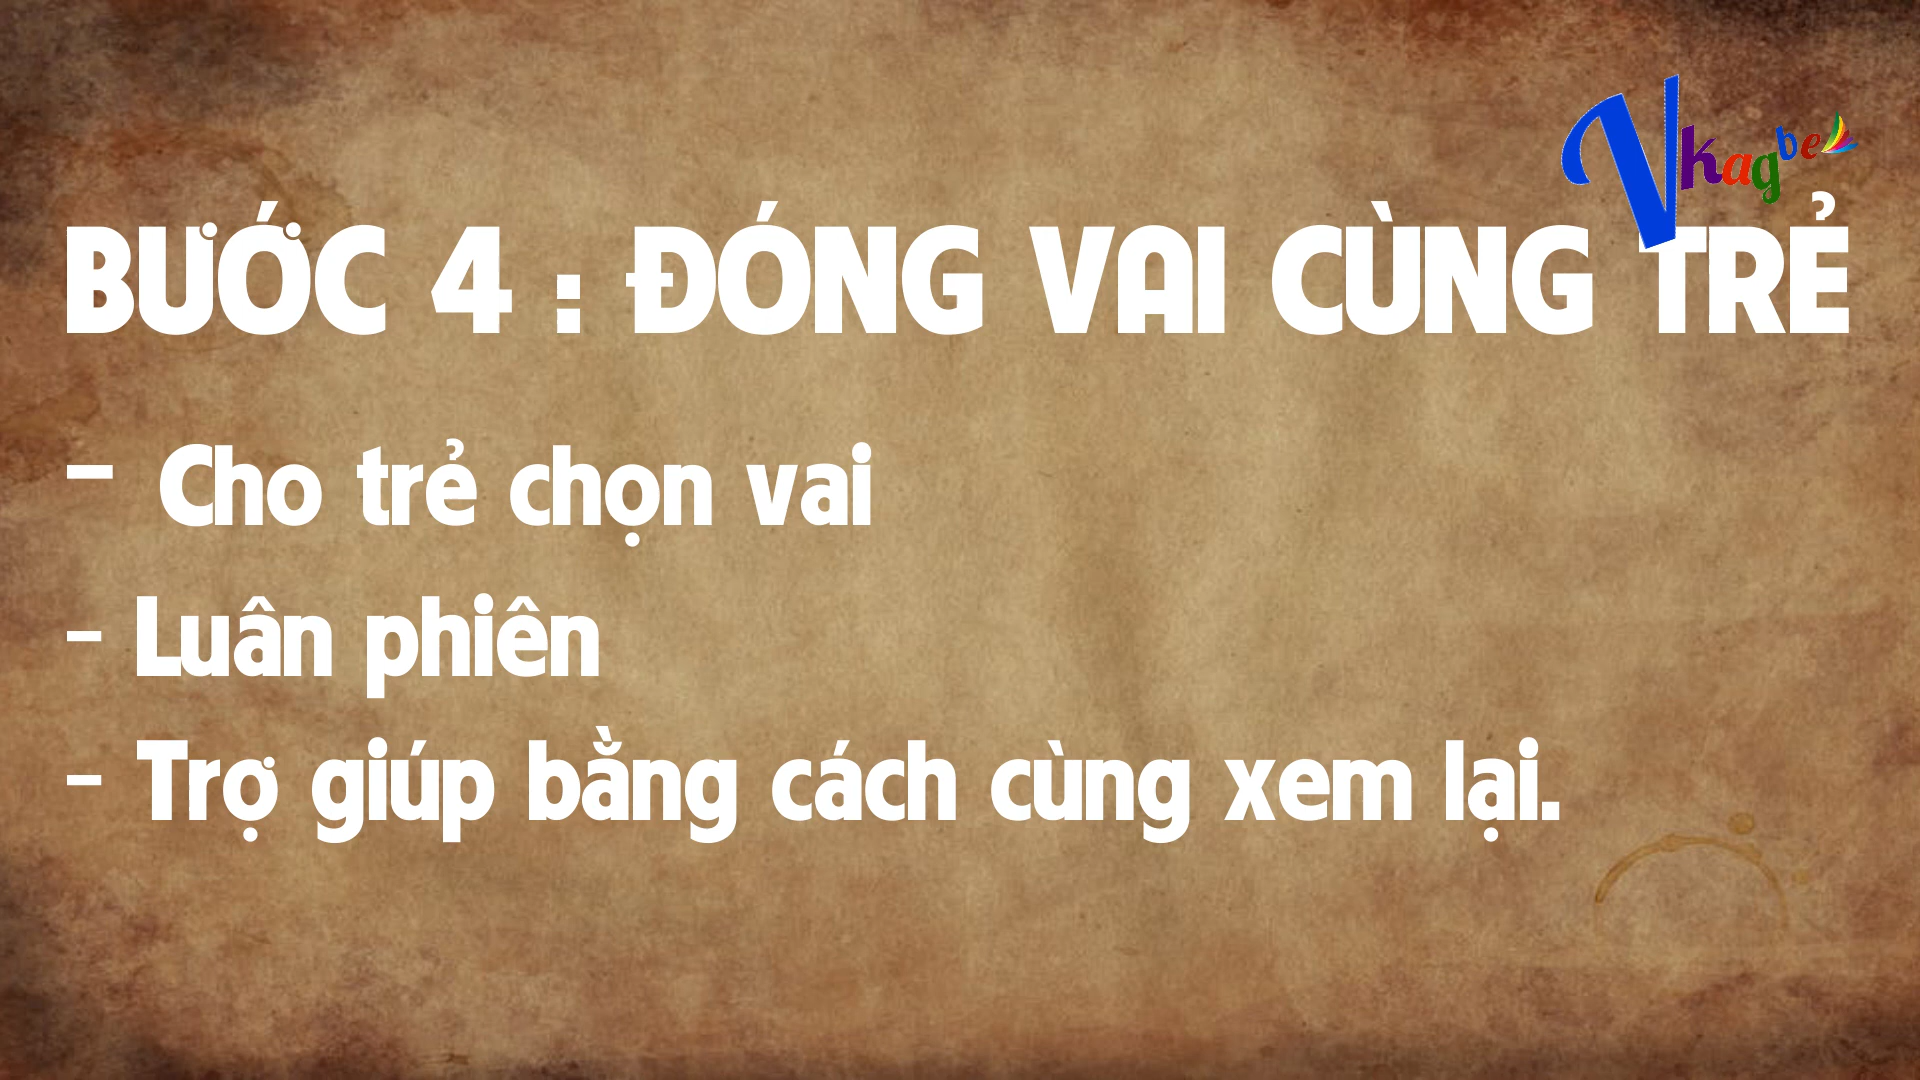 Vkagbe
BƯỚC 4 : ĐÓNG VAI CÙNG TRẺ
- Cho trẻ chọn vai
- Luân phiên
- Trợ giúp bằng cách cùng xem lại.